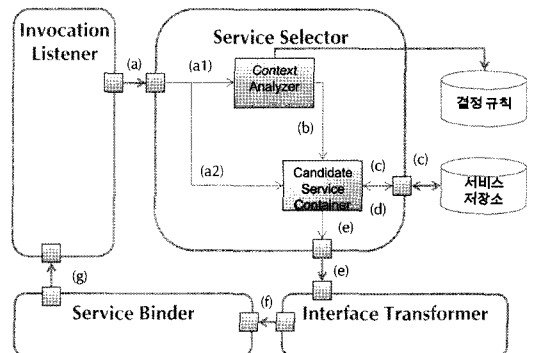 Invocation
Listener
(a)
Service Selector
(a1)
Context
Analyzer
결정 규칙
(b)
(a2)
Candidate
Service
Container
(c)
(c)
(d)
서비스
저장소
(e)
(e)
(g)
Service Binder
(f)
Interface Transformer